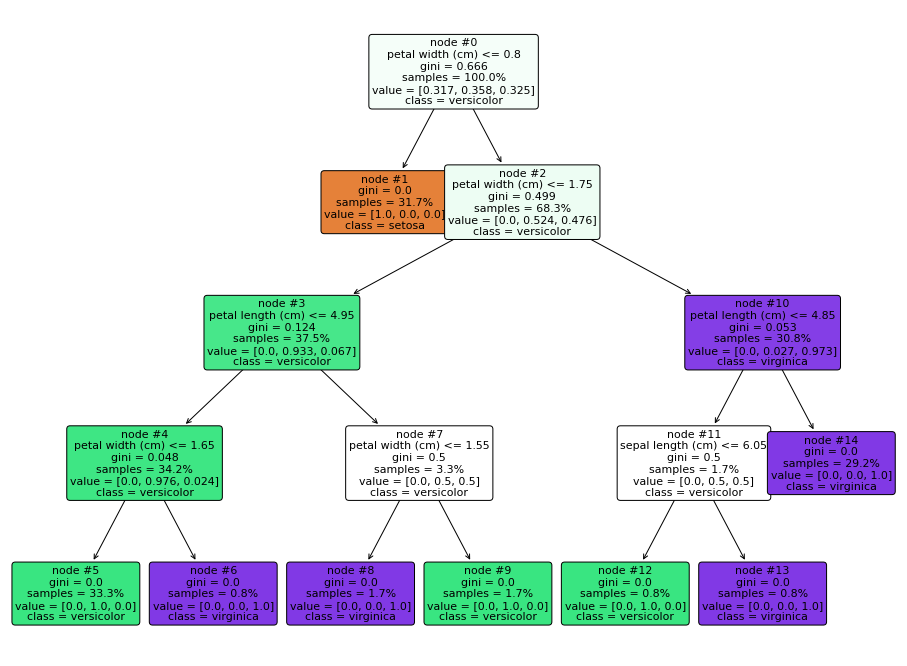 node #0
petal width (cm) <= 0.8
gini = 0.666
samples = 100.0%
value = [0.317, 0.358, 0.325]
class = versicolor
node #1
gini = 0.0
samples = 31.7%
value = [1.0, 0.0, 0.0]
class = setosa
node #2
petal width (cm) <= 1.75
gini = 0.499
samples = 68.3%
value = [0.0, 0.524, 0.476]
class = versicolor
node #3
petal length (cm) <= 4.95
gini = 0.124
samples = 37.5%
value = [0.0, 0.933, 0.067]
class = versicolor
node #10
petal length (cm) <= 4.85
gini = 0.053
samples = 30.8%
value = [0.0, 0.027, 0.973]
class = virginica
node #4
petal width (cm) <= 1.65
gini = 0.048
samples = 34.2%
value = [0.0, 0.976, 0.024]
class = versicolor
node #7
petal width (cm) <= 1.55
gini = 0.5
samples = 3.3%
value = [0.0, 0.5, 0.5]
class = versicolor
node #11
sepal length (cm) <= 6.05
gini = 0.5
samples = 1.7%
value = [0.0, 0.5, 0.5]
class = versicolor
node #14
gini = 0.0
samples = 29.2%
value = [0.0, 0.0, 1.0]
class = virginica
node #5
gini = 0.0
samples = 33.3%
value = [0.0, 1.0, 0.0]
class = versicolor
node #6
gini = 0.0
samples = 0.8%
value = [0.0, 0.0, 1.0]
class = virginica
node #8
gini = 0.0
samples = 1.7%
value = [0.0, 0.0, 1.0]
class = virginica
node #9
gini = 0.0
samples = 1.7%
value = [0.0, 1.0, 0.0]
class = versicolor
node #12
gini = 0.0
samples = 0.8%
value = [0.0, 1.0, 0.0]
class = versicolor
node #13
gini = 0.0
samples = 0.8%
value = [0.0, 0.0, 1.0]
class = virginica